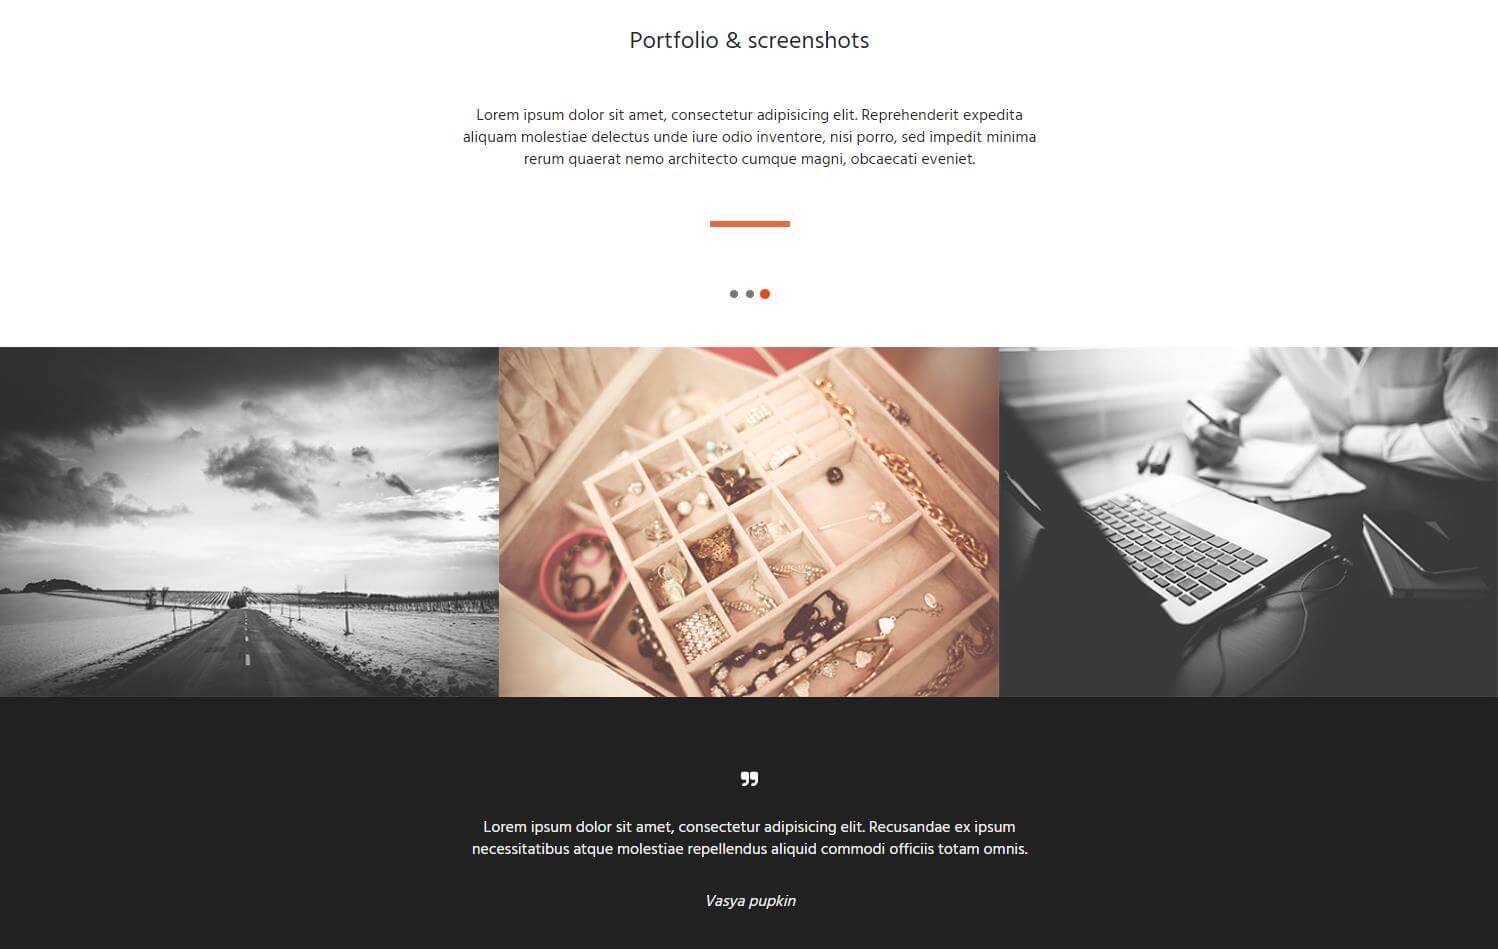 Portfolio & screenshots
Lorem ipsum dolor sit amet, consectetur adipisicing elit. Reprehenderit expedita
aliquam molestiae delectus unde iure odio inventore, nisi porro, sed impedit minima
rerum quaerat nemo architecto cumque magni, obcaecati eveniet.
Lorem ipsum dolor sit amet, consectetur adipisicing elit. Recusandae ex ipsum
necessitatibus atque molestiae repellendus aliquid commodi officiis totam omnis.
Vasya pupkin